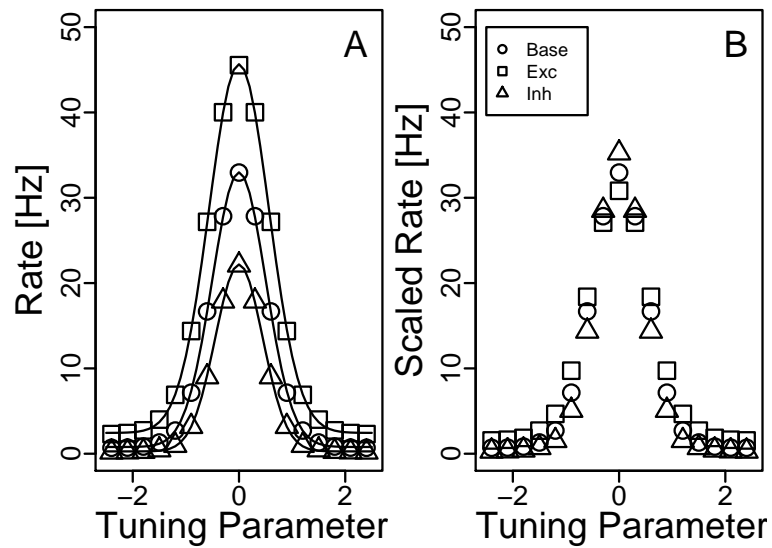 A
50
40
30
20
10
0
Rate [Hz]
−2 0 2
Tuning Parameter
B
Base
Exc
Inh
50
40
30
20
10
0
Scaled Rate [Hz]
−2 0 2
Tuning Parameter